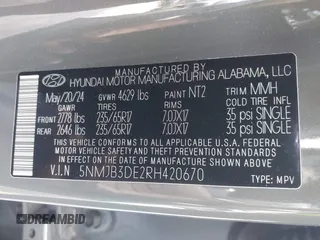 MANUFACTURED BY
HYUNDAI MOTOR MANUFACTURING ALABAMA, LLC
May/20/24 GVWR 4629 lbs PAINT NT2 TRIM MMH
GAWR TIRES RIMS COLD TIRE INFL. PRESS.
FRONT 2778 lbs 235/65R17 7.0JX17 35 psi SINGLE
REAR 2646 lbs 235/65R17 7.0JX17 35 psi SINGLE
THIS VEHICLE CONFORMS TO ALL APPLICABLE U.S.A. FEDERAL MOTOR
VEHICLE SAFETY, BUMPER, AND THEFT PREVENTION STANDARDS IN
EFFECT ON THE DATE OF MANUFACTURE SHOWN ABOVE.
V.I.N 5NMJB3DE2RH420670 TYPE: MPV
DREAMBID